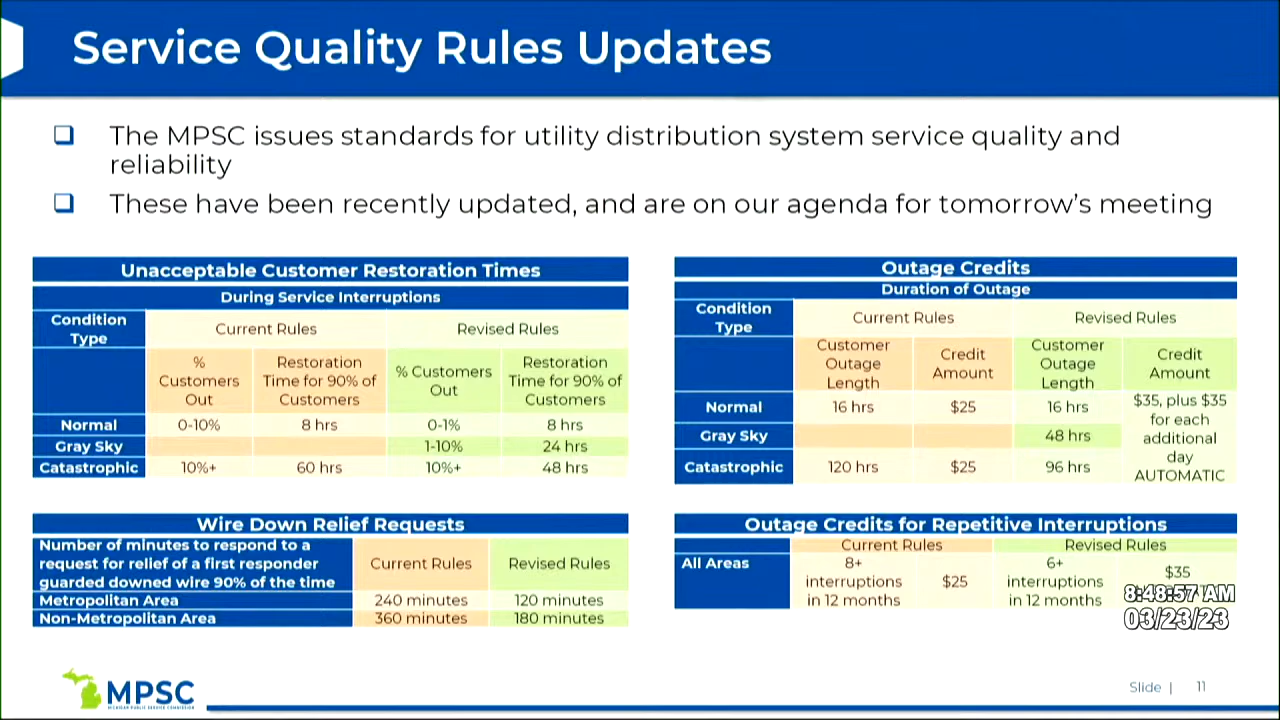 Service Quality Rules Updates
The MPSC issues standards for utility distribution system service quality and
reliability
These have been recently updated, and are on our agenda for tomorrow's meeting
Unacceptable Customer Restoration Times
During Service Interruptions
Condition Type Current Rules Revised Rules
% Customers Out Restoration Time for 90% of Customers % Customers Out Restoration Time for 90% of Customers
Normal 0-10% 8 hrs 0-1% 8 hrs
Gray Sky 1-10% 24 hrs
Catastrophic 10%+ 60 hrs 10%+ 48 hrs
Outage Credits
Duration of Outage
Condition Type Current Rules Revised Rules
Customer Outage Length Credit Amount Customer Outage Length Credit Amount
Normal 16 hrs $25 16 hrs $35, plus $35 for each additional day AUTOMATIC
Gray Sky 48 hrs
Catastrophic 120 hrs $25 96 hrs
Wire Down Relief Requests
Number of minutes to respond to a
request for relief of a first responder
guarded downed wire 90% of the time
Current Rules Revised Rules
Metropolitan Area 240 minutes 120 minutes
Non-Metropolitan Area 360 minutes 180 minutes
Outage Credits for Repetitive Interruptions
Current Rules Revised Rules
All Areas 8+ interruptions in 12 months $25 6+ interruptions in 12 months $35
8:48:57 AM
03/23/23
MPSC
MICHIGAN PUBLIC SERVICE COMMISSION
Slide | 11